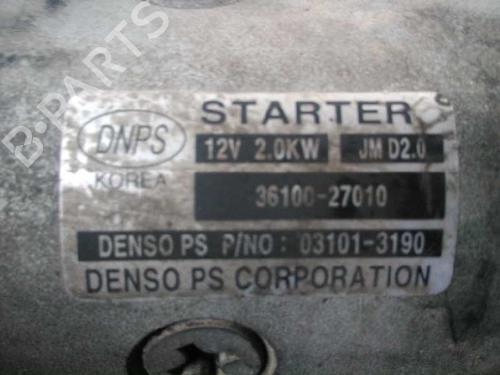 B-PARTS
DNPS
KOREA
STARTER
12V 2.0KW JM D2.0
36100-27010
DENSO PS P/NO : 03101-3190
DENSO PS CORPORATION